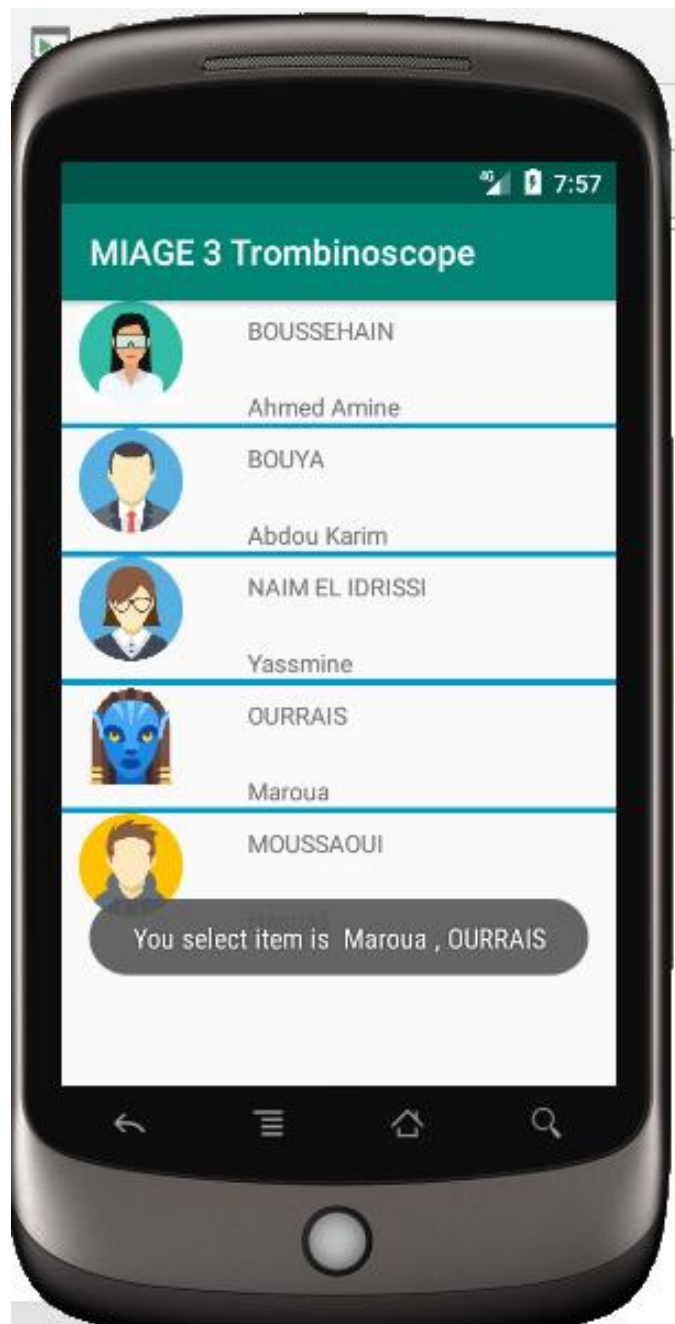 4G 7:57
MIAGE 3 Trombinoscope
BOUSSEHAIN
Ahmed Amine
BOUYA
Abdou Karim
NAIM EL IDRISSI
Yassmine
OURRAIS
Maroua
MOUSSAOUI
You select item is Maroua , OURRAIS